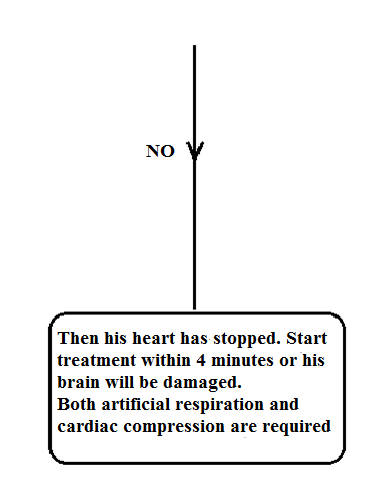 NO
Then his heart has stopped. Start
treatment within 4 minutes or his
brain will be damaged.
Both artificial respiration and
cardiac compression are required